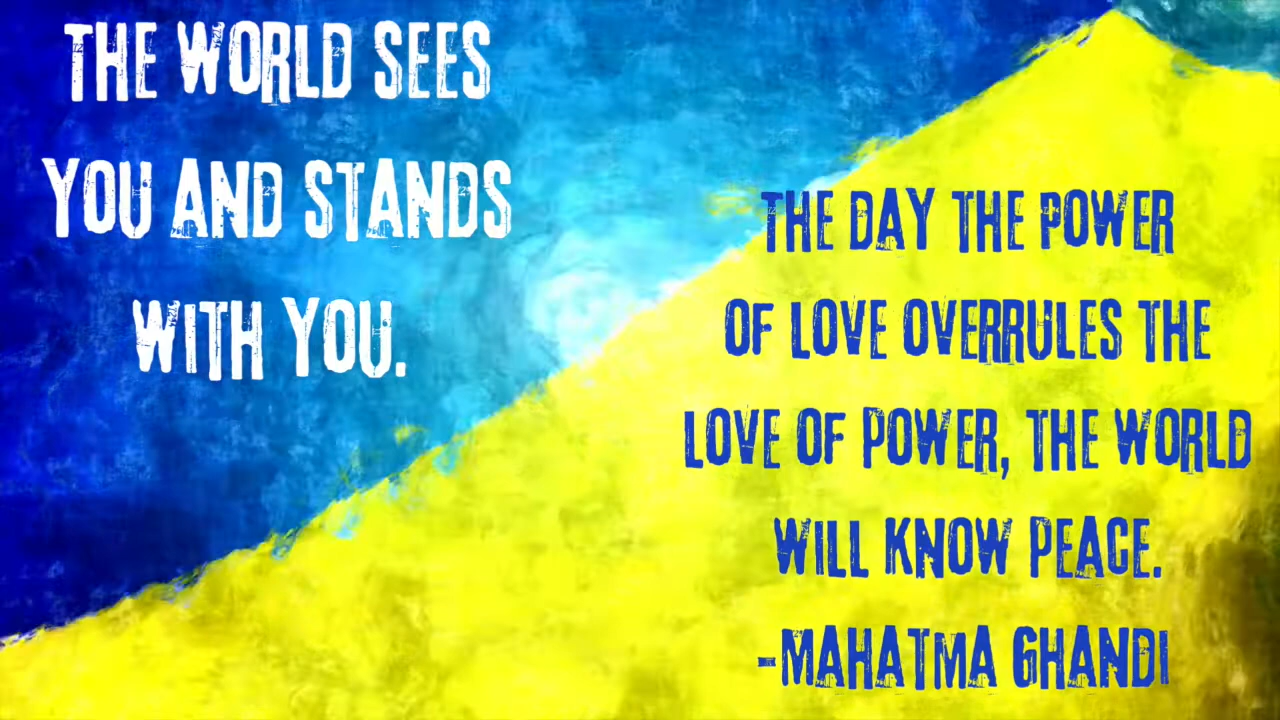 THE WORLD SEES
YOU AND STANDS
WITH YOU.
THE DAY THE POWER
OF LOVE OVERRULES THE
LOVE OF POWER, THE WORLD
WILL KNOW PEACE.
-MAHATMA GHANDI